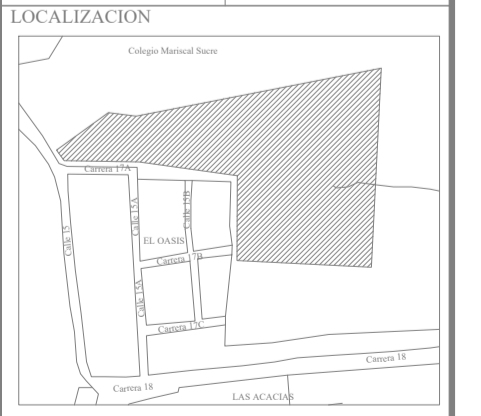 LOCALIZACION
Colegio Mariscal Sucre
Carrera 17A
Calle 15
Calle 15A
Calle 15B
EL OASIS
Carrera 17B
Calle 15A
Carrera 17C
Carrera 18
Carrera 18
LAS ACACIAS